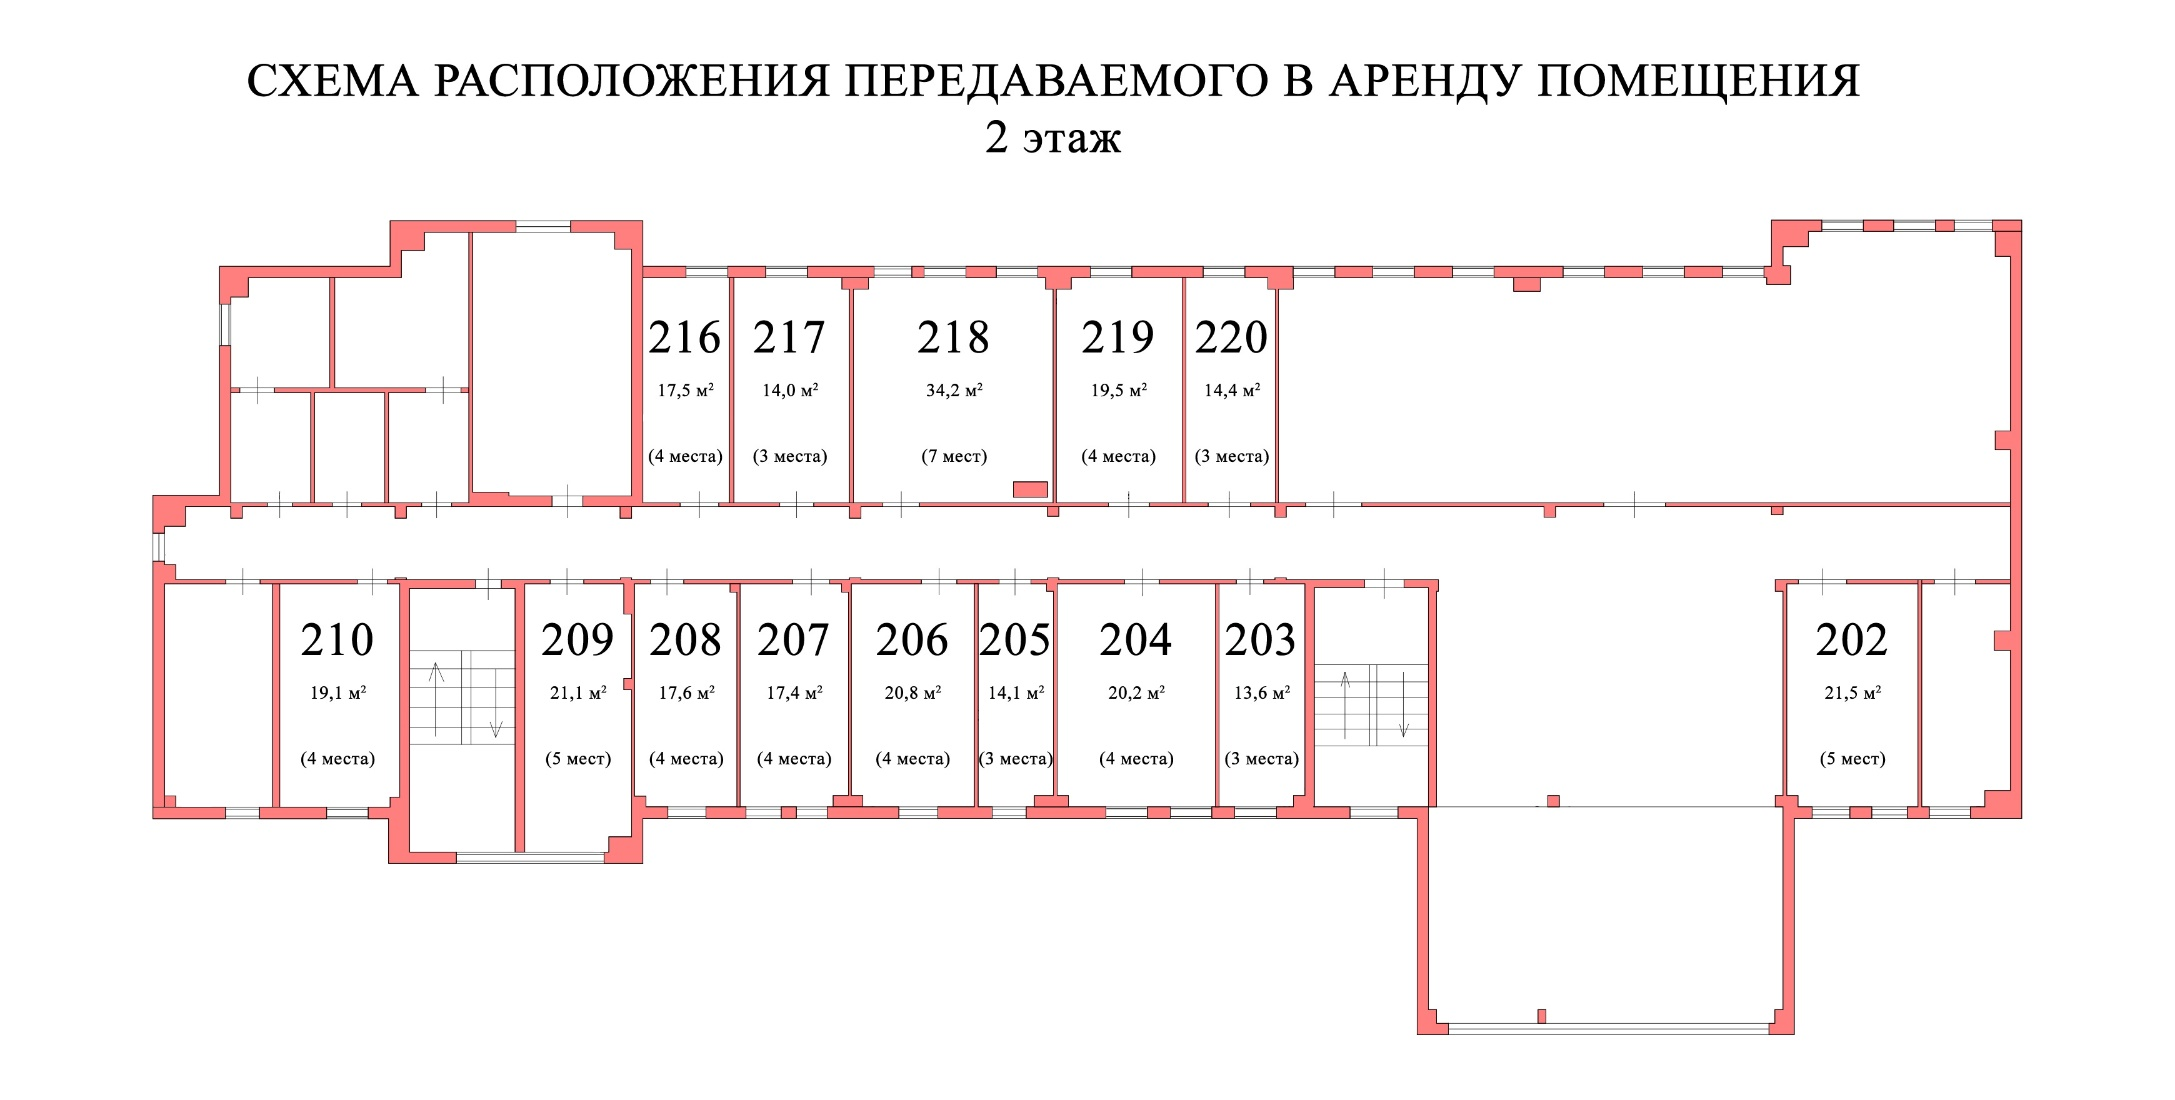 СХЕМА РАСПОЛОЖЕНИЯ ПЕРЕДАВАЕМОГО В АРЕНДУ ПОМЕЩЕНИЯ
2 этаж
216 217 218 219 220
17,5 м² 14,0 м² 34,2 м² 19,5 м² 14,4 м²
(4 места) (3 места) (7 мест) (4 места) (3 места)
210 209 208 207 206 205 204 203 202
19,1 м² 21,1 м² 17,6 м² 17,4 м² 20,8 м² 14,1 м² 20,2 м² 13,6 м² 21,5 м²
(4 места) (5 мест) (4 места) (4 места) (4 места) (3 места) (4 места) (3 места) (5 мест)